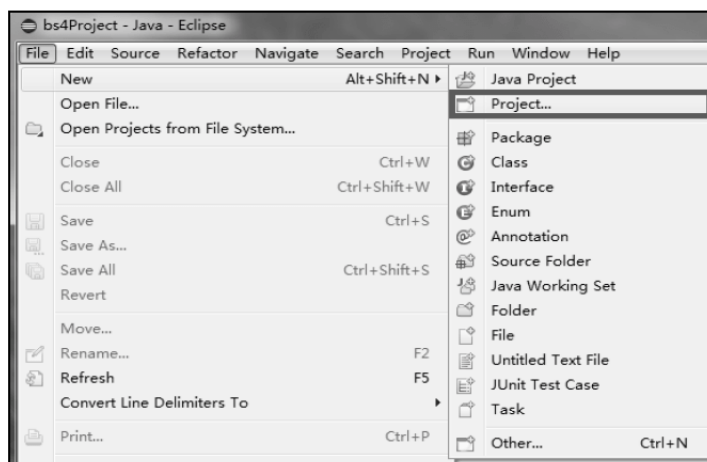 bs4Project - Java - Eclipse
File Edit Source Refactor Navigate Search Project Run Window Help
New Alt+Shift+N
Open File...
Open Projects from File System...
Close Ctrl+W
Close All Ctrl+Shift+W
Save Ctrl+S
Save As...
Save All Ctrl+Shift+S
Revert
Move...
Rename... F2
Refresh F5
Convert Line Delimiters To
Print... Ctrl+P
Java Project
Project...
Package
Class
Interface
Enum
Annotation
Source Folder
Java Working Set
Folder
File
Untitled Text File
JUnit Test Case
Task
Other... Ctrl+N